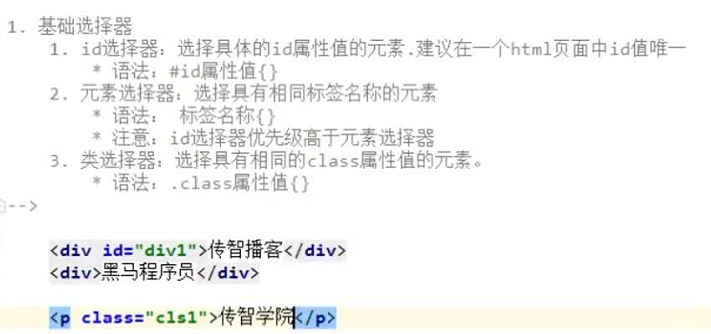 1. 基础选择器
1. id选择器：选择具体的id属性值的元素.建议在一个html页面中id值唯一
* 语法：#id属性值{}
2. 元素选择器：选择具有相同标签名称的元素
* 语法： 标签名称{}
* 注意：id选择器优先级高于元素选择器
3. 类选择器：选择具有相同的class属性值的元素。
* 语法：.class属性值{}
-->
<div id="div1">传智播客</div>
<div>黑马程序员</div>
<p class="cls1">传智学院</p>